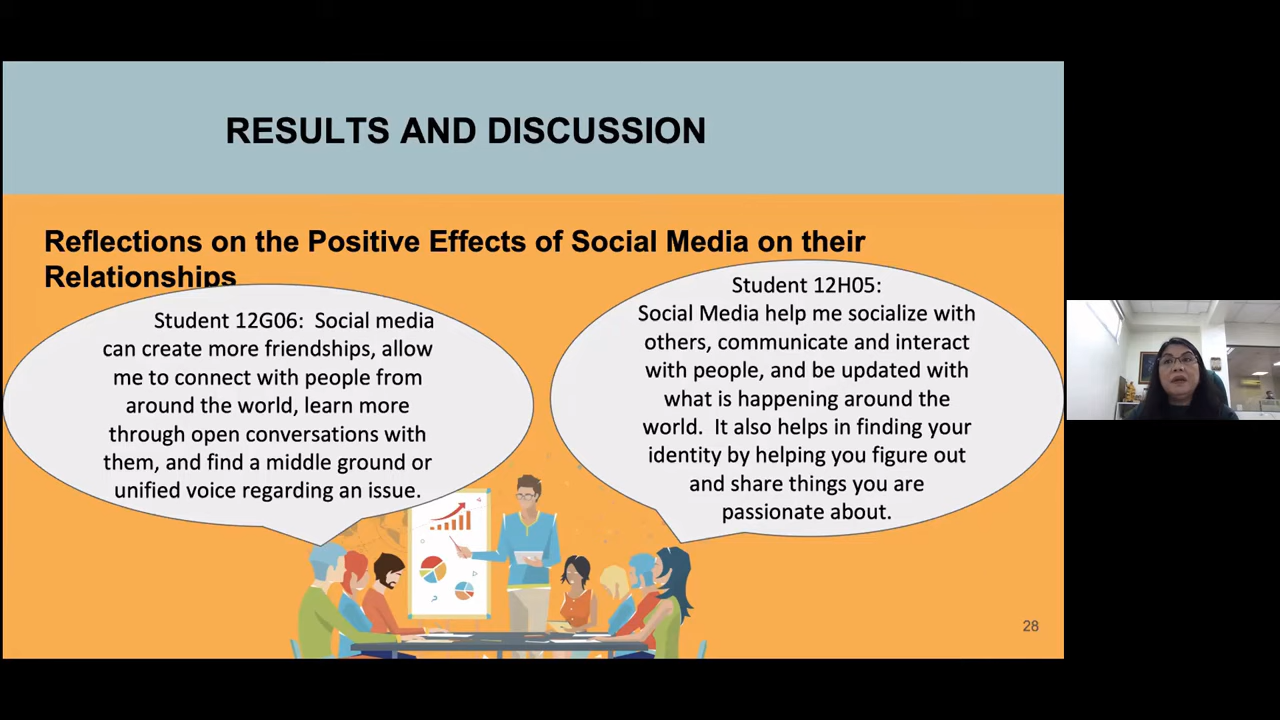 RESULTS AND DISCUSSION
Reflections on the Positive Effects of Social Media on their
Relationships
Student 12G06: Social media
can create more friendships, allow
me to connect with people from
around the world, learn more
through open conversations with
them, and find a middle ground or
unified voice regarding an issue.
Student 12H05:
Social Media help me socialize with
others, communicate and interact
with people, and be updated with
what is happening around the
world. It also helps in finding your
identity by helping you figure out
and share things you are
passionate about.
28